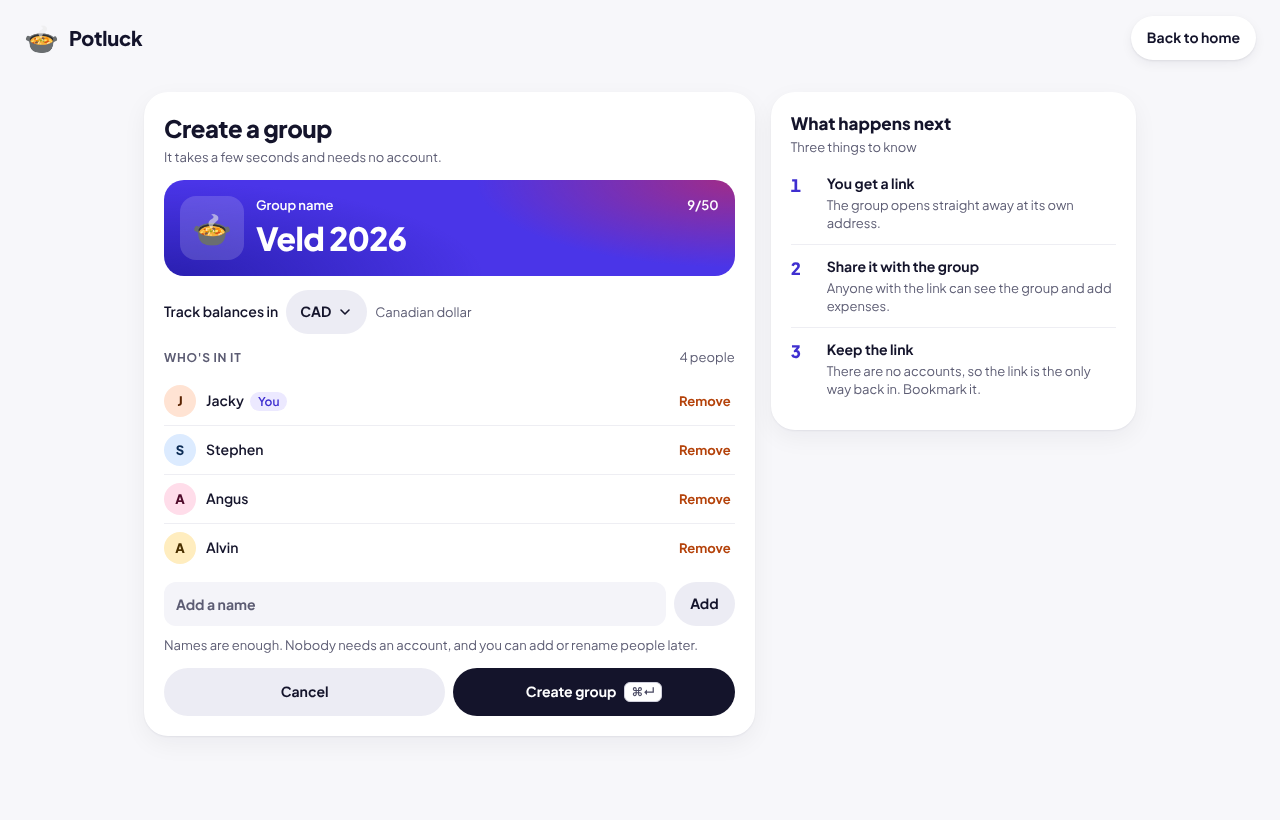 Potluck
Back to home
Create a group
It takes a few seconds and needs no account.
Group name
9/50
Veld 2026
Track balances in
CAD
Canadian dollar
WHO'S IN IT
4 people
J
Jacky
You
Remove
S
Stephen
Remove
A
Angus
Remove
A
Alvin
Remove
Add a name
Add
Names are enough. Nobody needs an account, and you can add or rename people later.
Cancel
Create group
⌘↵
What happens next
Three things to know
1
You get a link
The group opens straight away at its own
address.
2
Share it with the group
Anyone with the link can see the group and add
expenses.
3
Keep the link
There are no accounts, so the link is the only
way back in. Bookmark it.